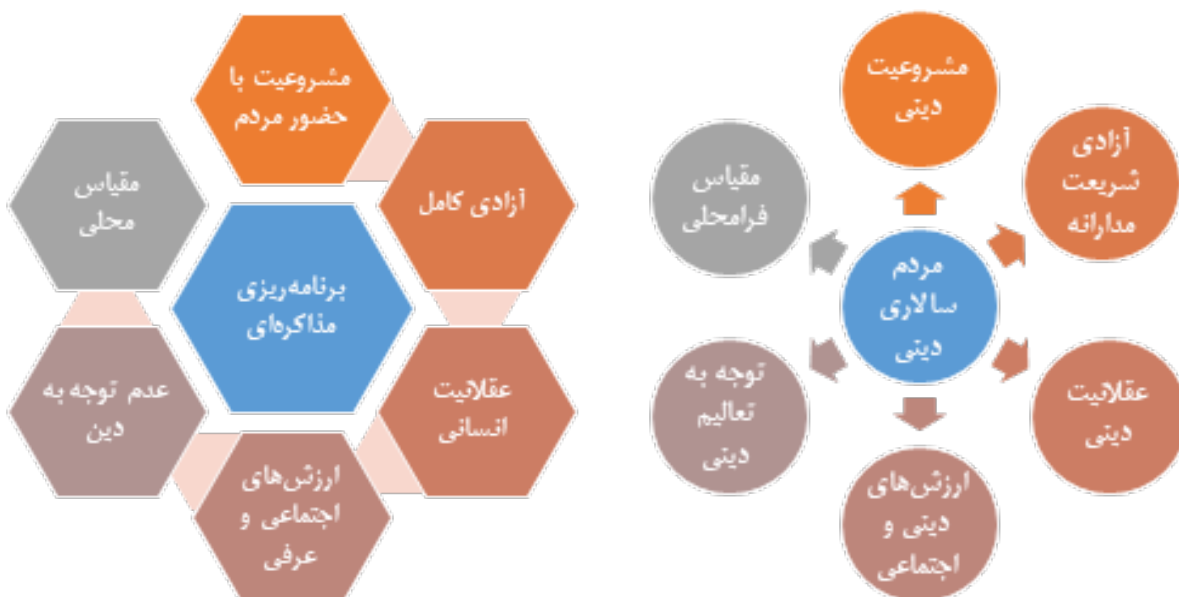 مشروعیت
دینی
آزادی
شریعت
مدارانه
عقلانیت
دینی
ارزش‌های
دینی و
اجتماعی
توجه به
تعالیم
دینی
مقیاس
فرامحلی
مردم
سالاری
دینی
مشروعیت با
حضور مردم
آزادی کامل
عقلانیت
انسانی
ارزش‌های
اجتماعی و
عرفی
عدم توجه به
دین
مقیاس
محلی
برنامه‌ریزی
مذاکره‌ای